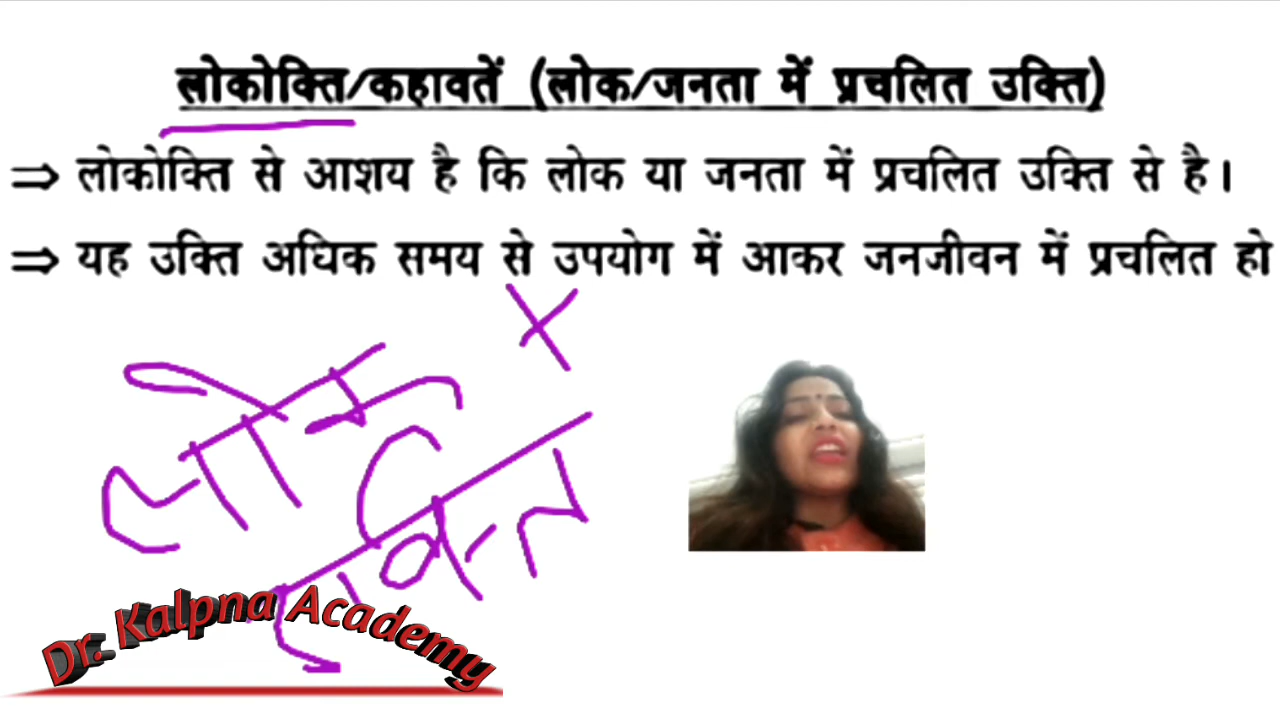 लोकोक्ति/कहावतें (लोक/जनता में प्रचलित उक्ति)
⇒ लोकोक्ति से आशय है कि लोक या जनता में प्रचलित उक्ति से है।
⇒ यह उक्ति अधिक समय से उपयोग में आकर जनजीवन में प्रचलित हो
लोक +
उक्ति
Dr. Kalpna Academy